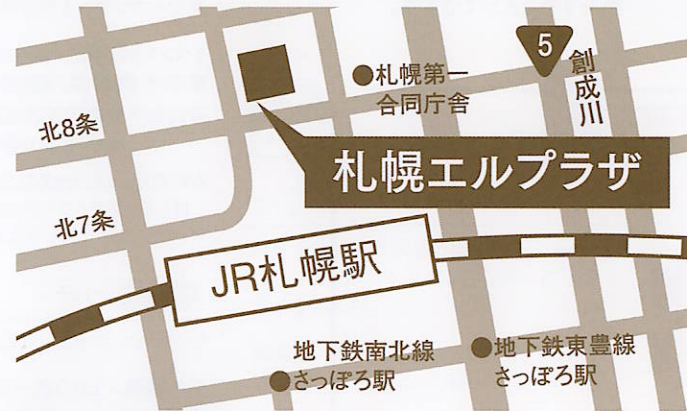 5
創成川
札幌第一
合同庁舎
北8条
札幌エルプラザ
北7条
JR札幌駅
地下鉄南北線
さっぽろ駅
地下鉄東豊線
さっぽろ駅